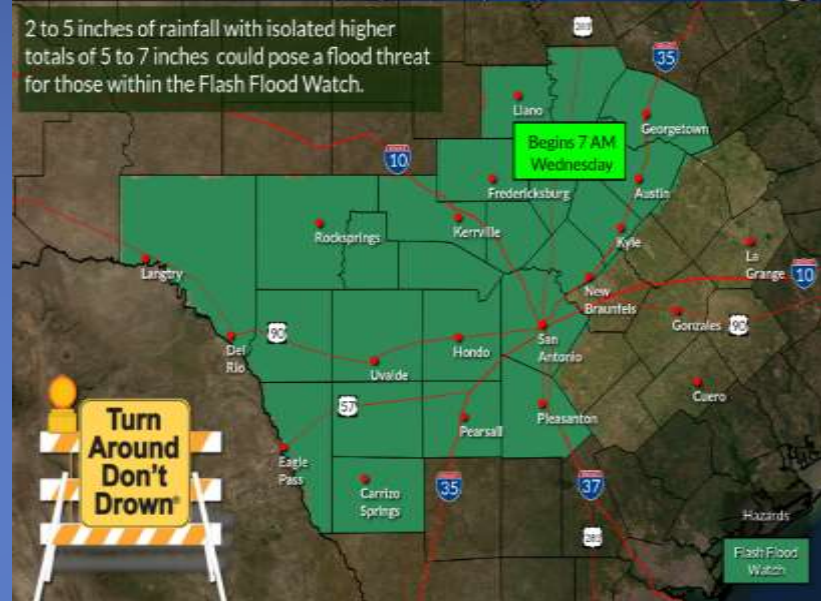 2 to 5 inches of rainfall with isolated higher
totals of 5 to 7 inches could pose a flood threat
for those within the Flash Flood Watch.
283
35
Llano
Georgetown
Begins 7 AM
Wednesday
10
Fredericksburg
Austin
Rocksprings
Kerrville
Kyle
Langtry
La
Grange
10
New
Braunfels
Del
Rio
90
Hondo
San
Antonio
Gonzales
90
Uvalde
Cuero
57
Pearsall
Pleasanton
Turn
Around
Don't
Drown®
Eagle
Pass
Carrizo
Springs
35
37
Hazards
Flash Flood
Watch